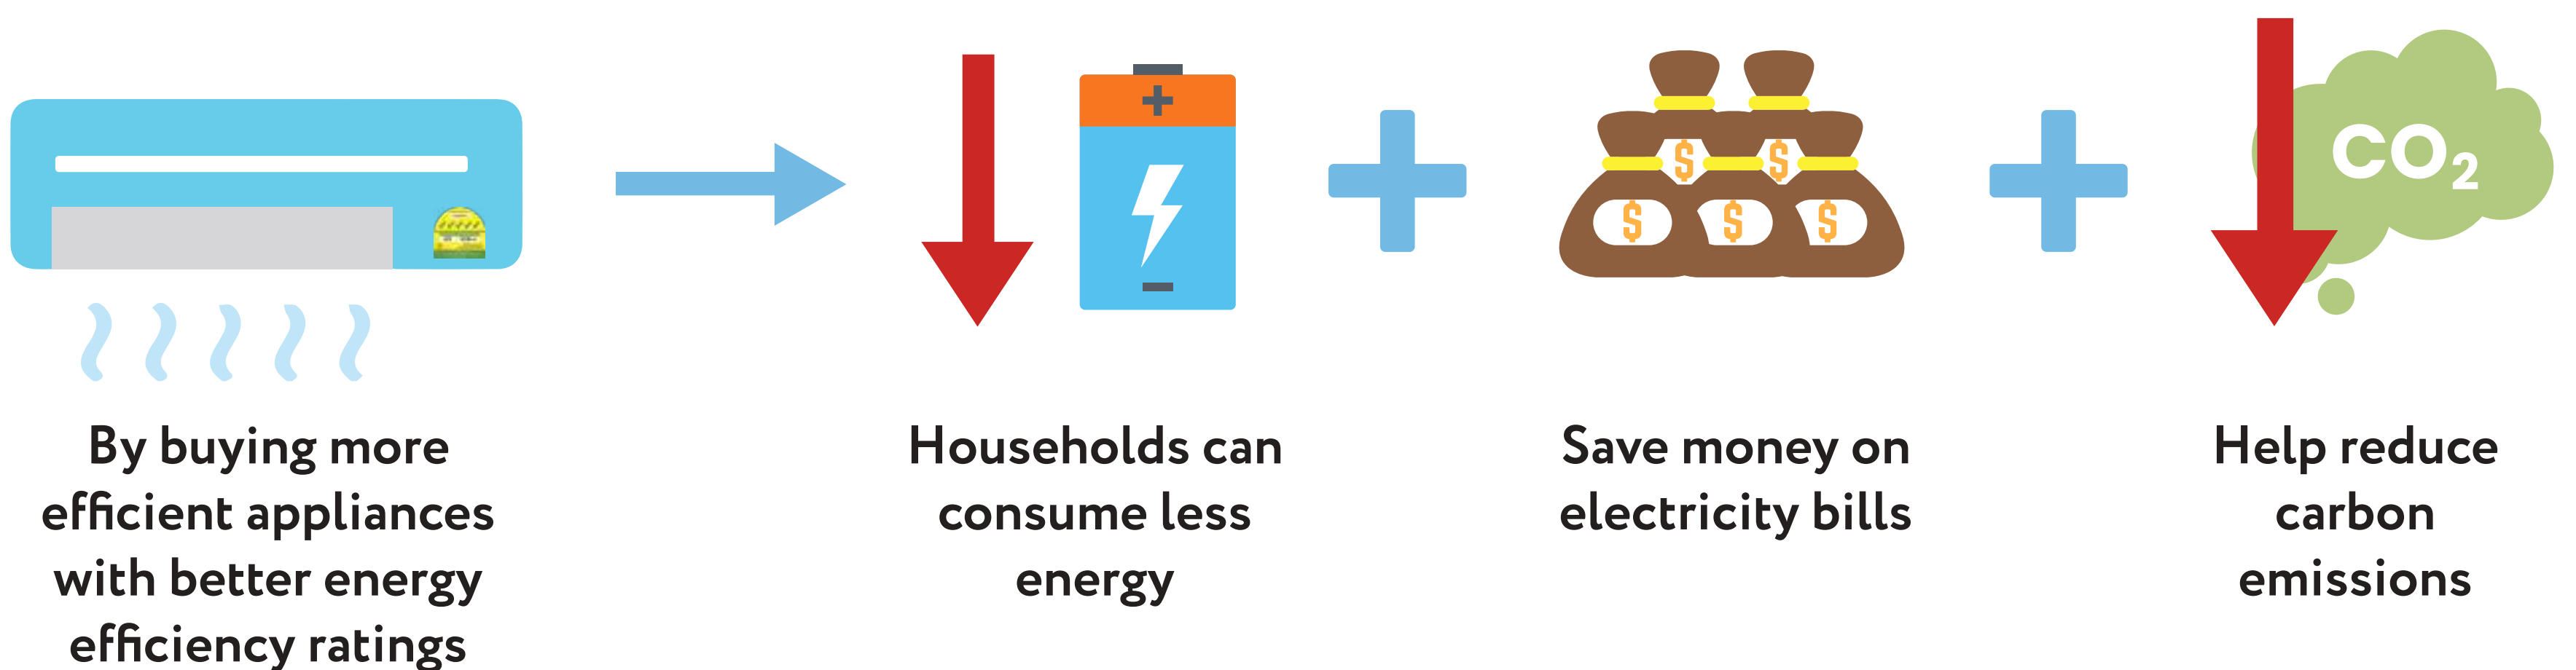 CO₂
$ $
$ $ $
By buying more
efficient appliances
with better energy
efficiency ratings
Households can
consume less
energy
Save money on
electricity bills
Help reduce
carbon
emissions